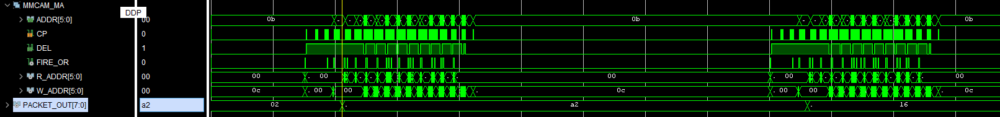 MMCAM_MA
DDP
ADDR[5:0] 00 0b 0b 0b
CP 0
DEL 1
FIRE_OR 0
R_ADDR[5:0] 00 00 00 00 00 00
W_ADDR[5:0] 00 0c .00 00 0c .00 00 0c
PACKET_OUT[7:0] a2 02 a2 16